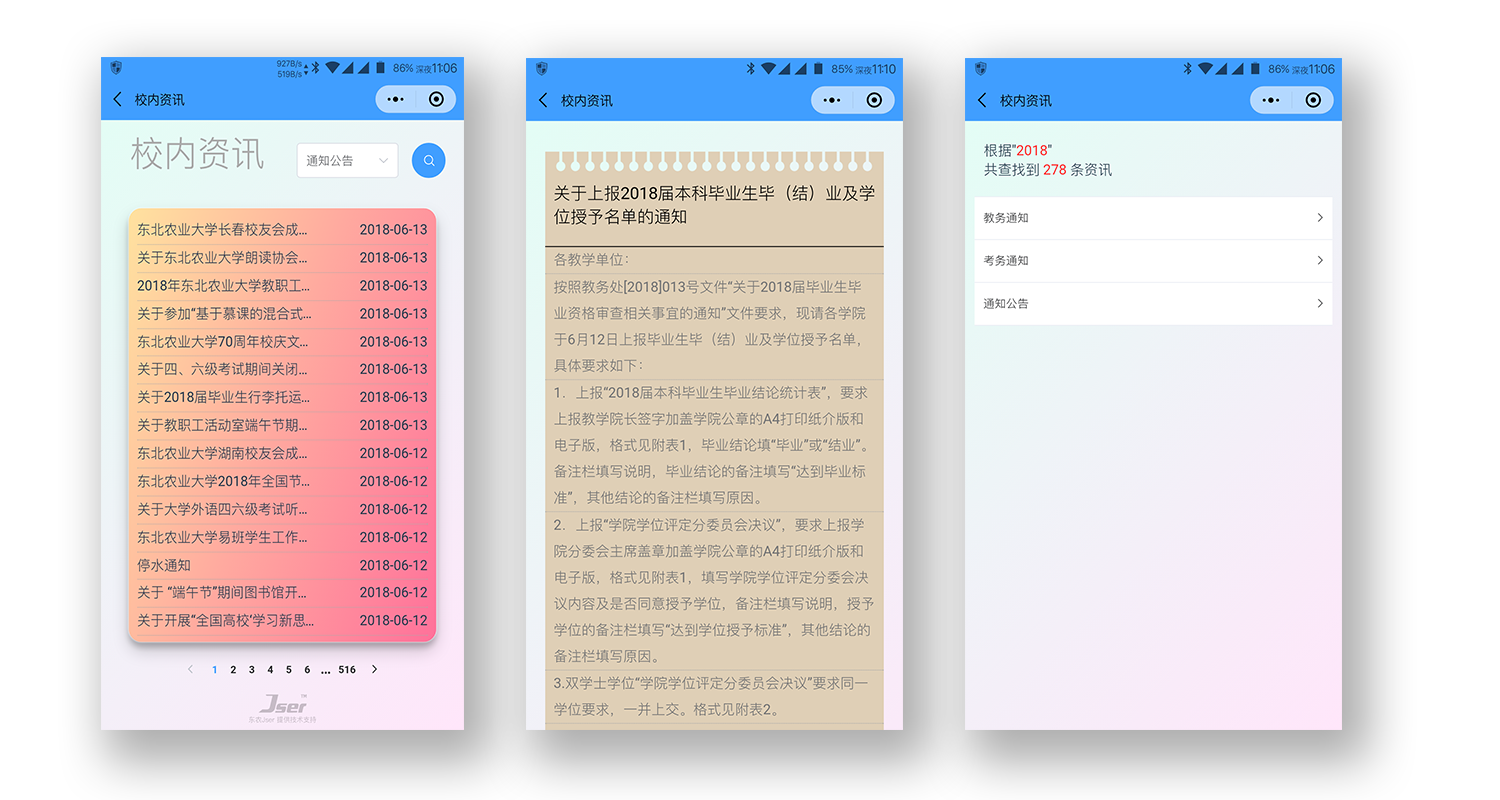 927B/s
519B/s
86% 深夜11:06
校内资讯
校内资讯
通知公告
东北农业大学长春校友会成... 2018-06-13
关于东北农业大学朗读协会... 2018-06-13
2018年东北农业大学教职工... 2018-06-13
关于参加“基于慕课的混合式... 2018-06-13
东北农业大学70周年校庆文... 2018-06-13
关于四、六级考试期间关闭... 2018-06-13
关于2018届毕业生行李托运... 2018-06-13
关于教职工活动室端午节期... 2018-06-13
东北农业大学湖南校友会成... 2018-06-12
东北农业大学2018年全国节... 2018-06-12
关于大学外语四六级考试听... 2018-06-12
东北农业大学易班学生工作... 2018-06-12
停水通知 2018-06-12
关于 “端午节”期间图书馆开... 2018-06-12
关于开展“全国高校‘学习新思... 2018-06-12
1 2 3 4 5 6 ... 516
Jser™
东农Jser 提供技术支持
85% 深夜11:10
校内资讯
关于上报2018届本科毕业生毕（结）业及学
位授予名单的通知
各教学单位：
按照教务处[2018]013号文件“关于2018届毕业生毕
业资格审查相关事宜的通知”文件要求，现请各学院
于6月12日上报毕业生毕（结）业及学位授予名单，
具体要求如下：
1．上报“2018届本科毕业生毕业结论统计表”，要求
上报教学院长签字加盖学院公章的A4打印纸介版和
电子版，格式见附表1，毕业结论填“毕业”或“结业”。
备注栏填写说明，毕业结论的备注填写“达到毕业标
准”，其他结论的备注栏填写原因。
2．上报“学院学位评定分委员会决议”，要求上报学
院分委会主席盖章加盖学院公章的A4打印纸介版和
电子版，格式见附表1，填写学院学位评定分委会决
议内容及是否同意授予学位，备注栏填写说明，授予
学位的备注栏填写“达到学位授予标准”，其他结论的
备注栏填写原因。
3.双学士学位“学院学位评定分委员会决议”要求同一
学位要求，一并上交。格式见附表2。
86% 深夜11:06
校内资讯
根据"2018"
共查找到 278 条资讯
教务通知
考务通知
通知公告